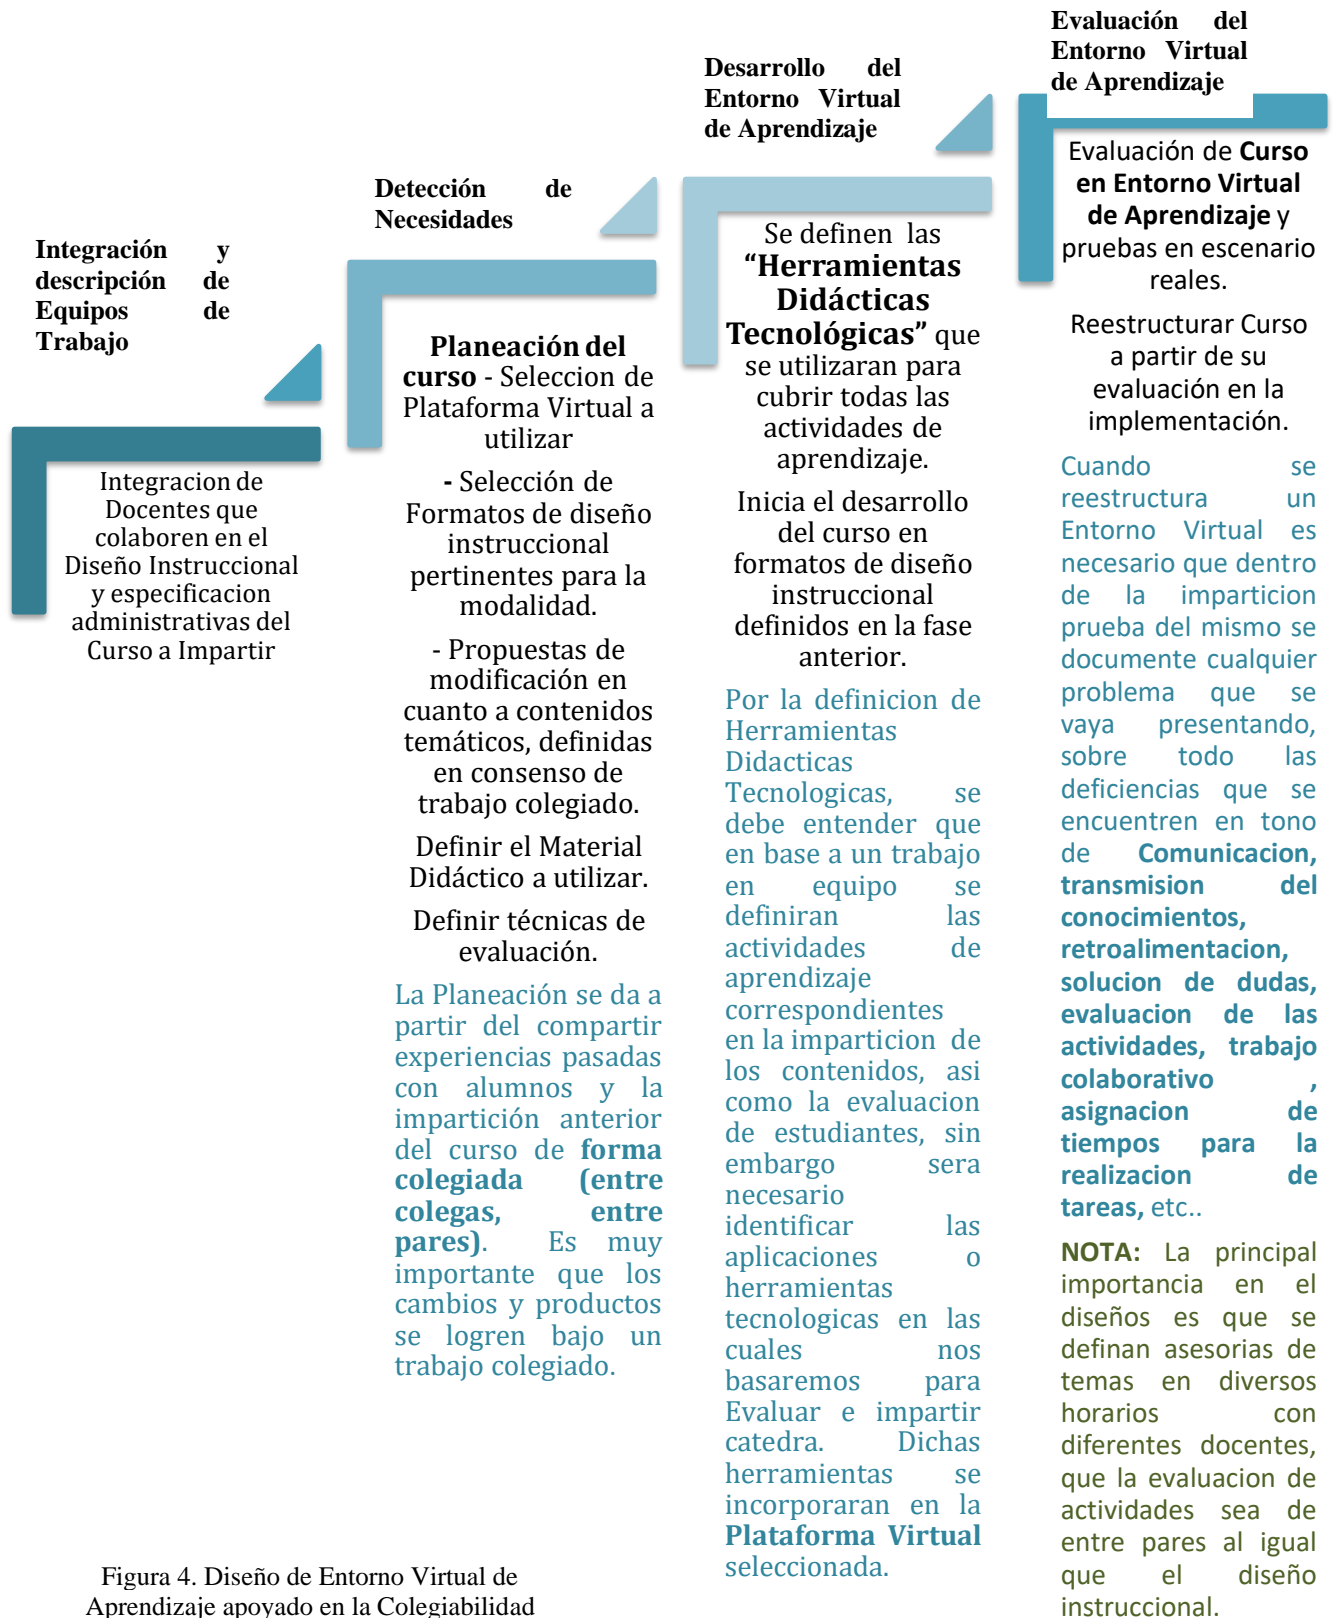 Integración y
descripción de
Equipos de
Trabajo
Integracion de
Docentes que
colaboren en el
Diseño Instruccional
y especificacion
administrativas del
Curso a Impartir
Detección de
Necesidades
Planeación del
curso - Seleccion de
Plataforma Virtual a
utilizar
- Selección de
Formatos de diseño
instruccional
pertinentes para la
modalidad.
- Propuestas de
modificación en
cuanto a contenidos
temáticos, definidas
en consenso de
trabajo colegiado.
Definir el Material
Didáctico a utilizar.
Definir técnicas de
evaluación.
La Planeación se da a
partir del compartir
experiencias pasadas
con alumnos y la
impartición anterior
del curso de forma
colegiada (entre
colegas, entre
pares). Es muy
importante que los
cambios y productos
se logren bajo un
trabajo colegiado.
Desarrollo del
Entorno Virtual
de Aprendizaje
Se definen las
“Herramientas
Didácticas
Tecnológicas” que
se utilizaran para
cubrir todas las
actividades de
aprendizaje.
Inicia el desarrollo
del curso en
formatos de diseño
instruccional
definidos en la fase
anterior.
Por la definicion de
Herramientas
Didacticas
Tecnologicas, se
debe entender que
en base a un trabajo
en equipo se
definiran las
actividades de
aprendizaje
correspondientes
en la imparticion de
los contenidos, asi
como la evaluacion
de estudiantes, sin
embargo sera
necesario
identificar las
aplicaciones o
herramientas
tecnologicas en las
cuales nos
basaremos para
Evaluar e impartir
catedra. Dichas
herramientas se
incorporaran en la
Plataforma Virtual
seleccionada.
Evaluación del
Entorno Virtual
de Aprendizaje
Evaluación de Curso
en Entorno Virtual
de Aprendizaje y
pruebas en escenario
reales.
Reestructurar Curso
a partir de su
evaluación en la
implementación.
Cuando se
reestructura un
Entorno Virtual es
necesario que dentro
de la imparticion
prueba del mismo se
documente cualquier
problema que se
vaya presentando,
sobre todo las
deficiencias que se
encuentren en tono
de Comunicacion,
transmision del
conocimientos,
retroalimentacion,
solucion de dudas,
evaluacion de las
actividades, trabajo
colaborativo ,
asignacion de
tiempos para la
realizacion de
tareas, etc..
NOTA: La principal
importancia en el
diseños es que se
definan asesorias de
temas en diversos
horarios con
diferentes docentes,
que la evaluacion de
actividades sea de
entre pares al igual
que el diseño
instruccional.
Figura 4. Diseño de Entorno Virtual de
Aprendizaje apoyado en la Colegiabilidad